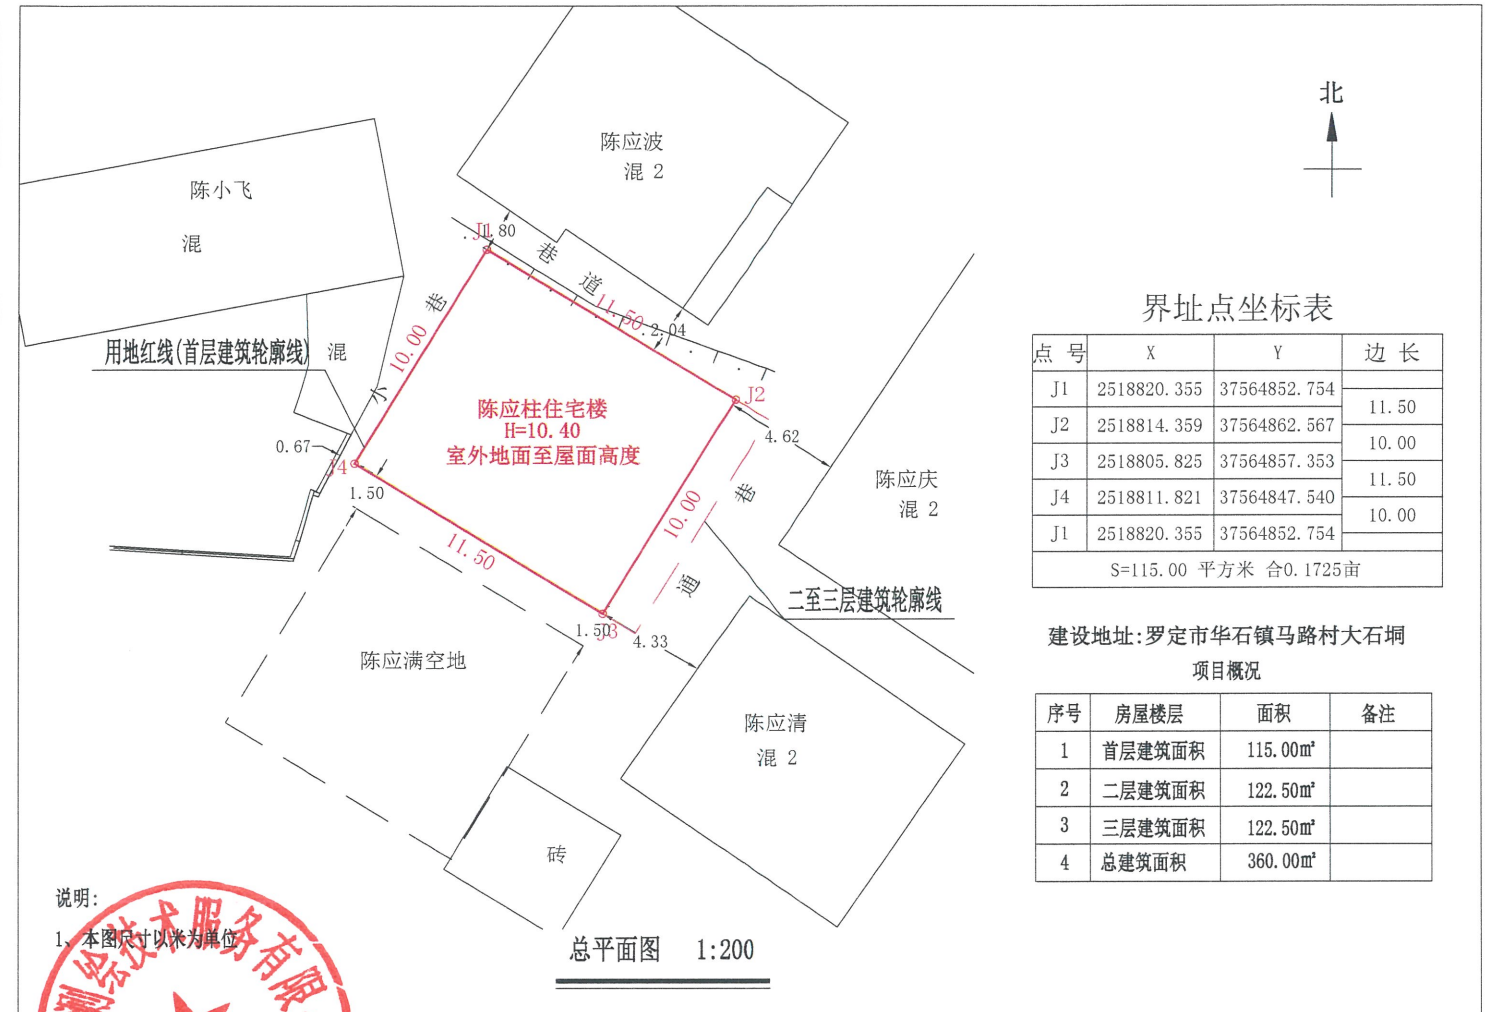 北
陈应波
混 2
陈小飞
混
J1
1.80
巷
道
小
巷
10.00
11.50
2.04
用地红线(首层建筑轮廓线)
混
J2
4.62
陈应柱住宅楼
H=10.40
室外地面至屋面高度
0.67
J4
1.50
10.00
11.50
通
巷
陈应庆
混 2
二至三层建筑轮廓线
1.50
J3
4.33
陈应满空地
陈应清
混 2
砖
界址点坐标表
点 号 X Y 边 长
J1 2518820.355 37564852.754
11.50
J2 2518814.359 37564862.567
10.00
J3 2518805.825 37564857.353
11.50
J4 2518811.821 37564847.540
10.00
J1 2518820.355 37564852.754
S=115.00 平方米 合0.1725亩
建设地址:罗定市华石镇马路村大石垌
项目概况
序号 房屋楼层 面积 备注
1 首层建筑面积 115.00㎡
2 二层建筑面积 122.50㎡
3 三层建筑面积 122.50㎡
4 总建筑面积 360.00㎡
说明:
1、本图尺寸以米为单位
测绘技术服务有限
总平面图 1:200